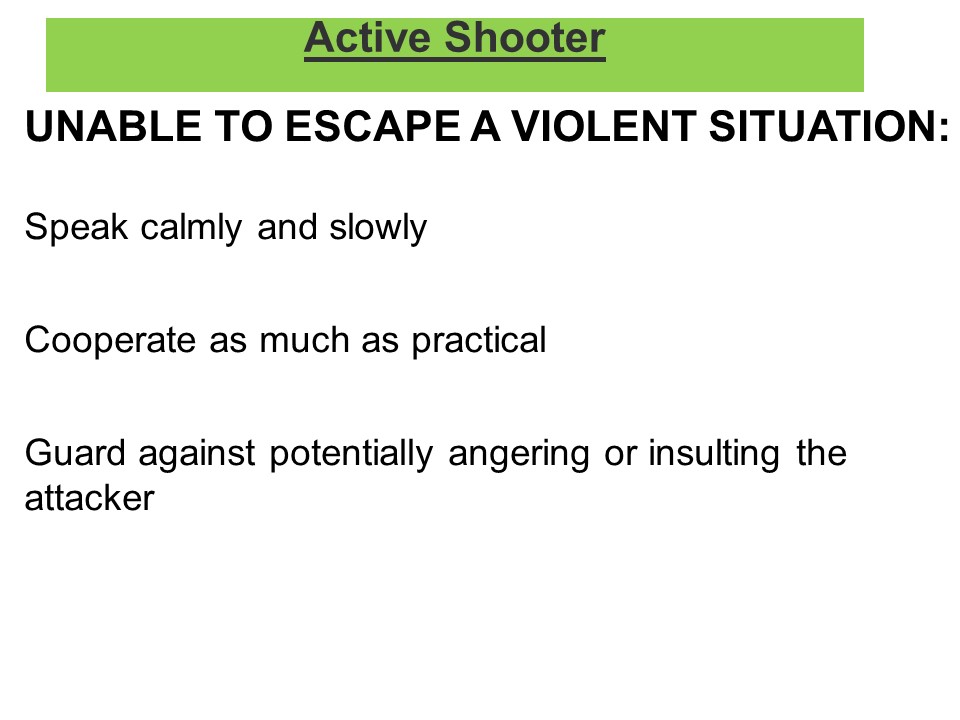 Active Shooter
UNABLE TO ESCAPE A VIOLENT SITUATION:
Speak calmly and slowly
Cooperate as much as practical
Guard against potentially angering or insulting the
attacker